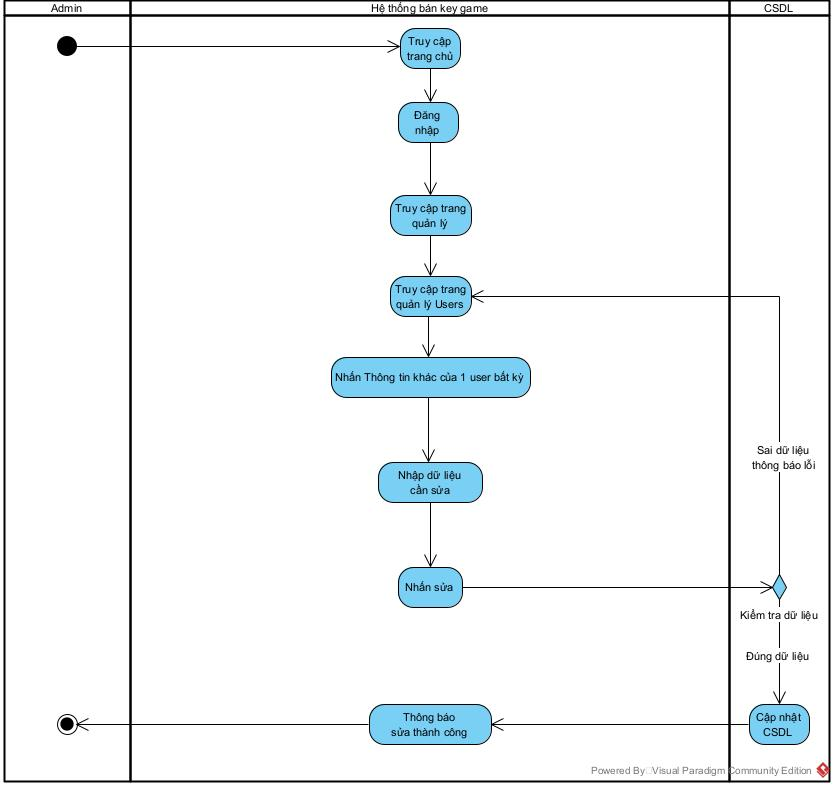 Admin
Hệ thống bán key game
CSDL
Truy cập
trang chủ
Đăng
nhập
Truy cập trang
quản lý
Truy cập trang
quản lý Users
Nhấn Thông tin khác của 1 user bất kỳ
Sai dữ liệu
thông báo lỗi
Nhập dữ liệu
cần sửa
Nhấn sửa
Kiểm tra dữ liệu
Đúng dữ liệu
Thông báo
sửa thành công
Cập nhật
CSDL
Powered By Visual Paradigm Community Edition